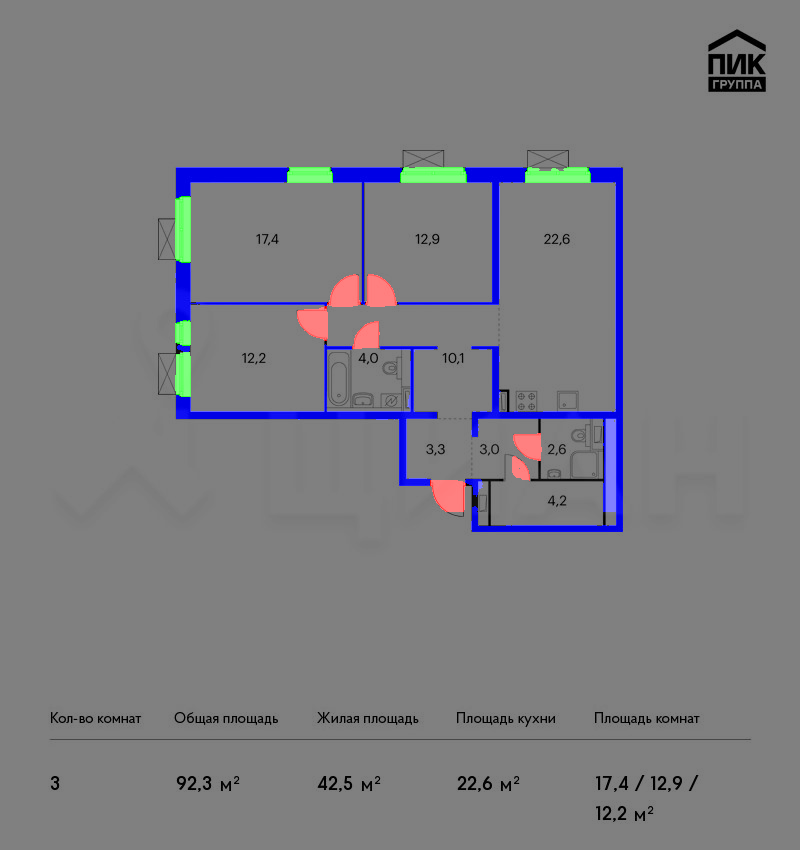 ПИК
ГРУППА
17,4
12,9
22,6
12,2
4,0
10,1
3,3
3,0
2,6
4,2
ЦИАН
Кол-во комнат Общая площадь Жилая площадь Площадь кухни Площадь комнат
3 92,3 м² 42,5 м² 22,6 м² 17,4 / 12,9 /
12,2 м²